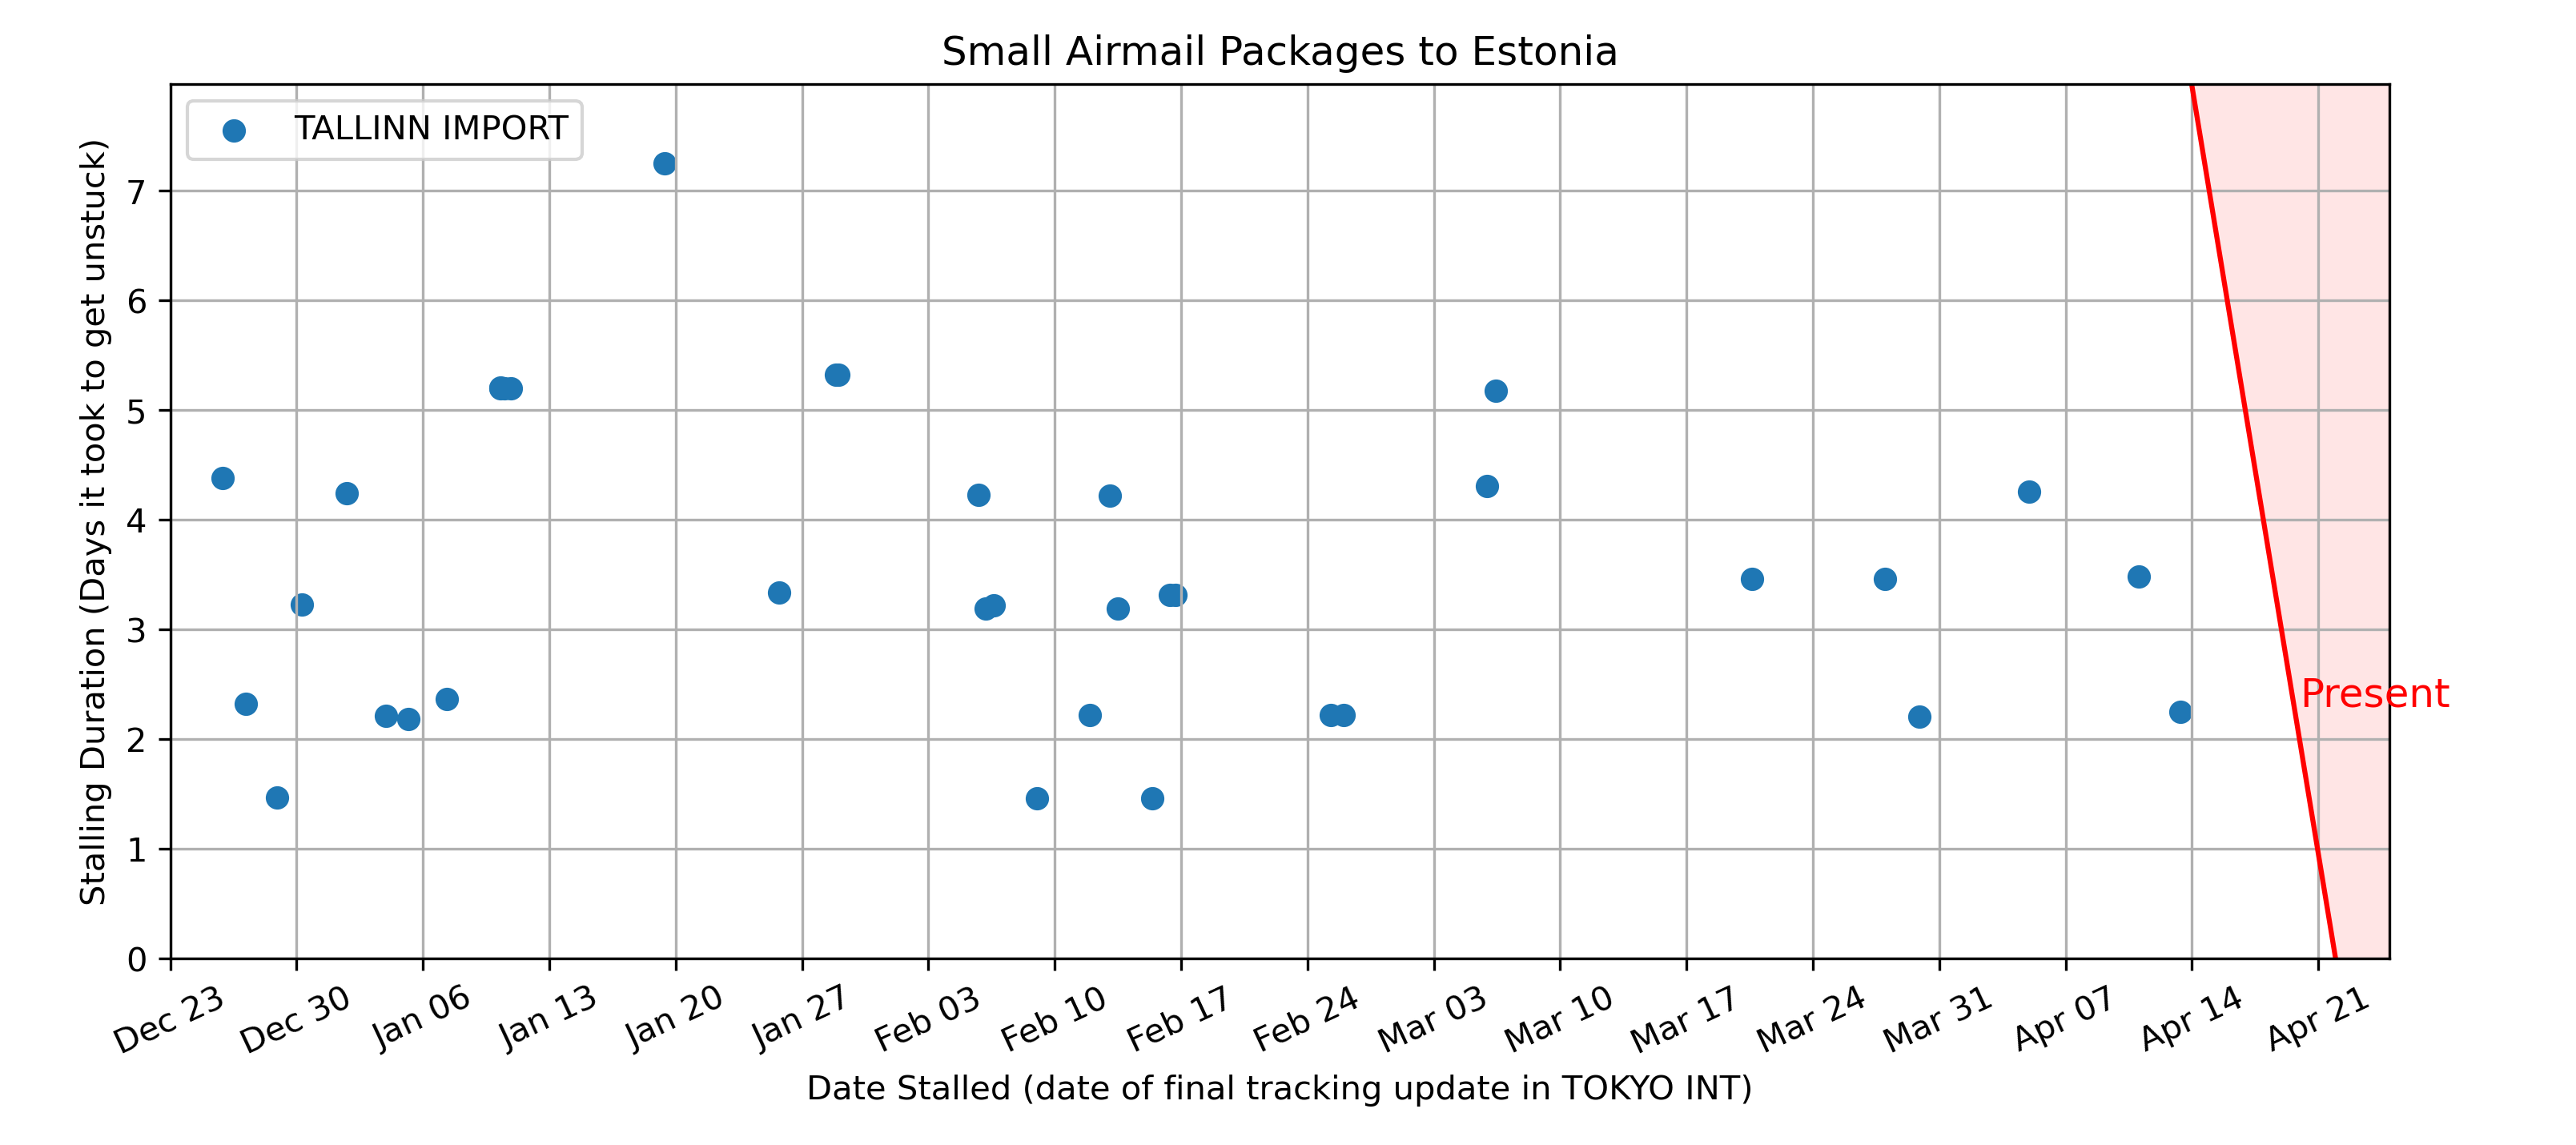 Small Airmail Packages to Estonia
TALLINN IMPORT
Stalling Duration (Days it took to get unstuck)
7
6
5
4
3
2
1
0
Present
Dec 23
Dec 30
Jan 06
Jan 13
Jan 20
Jan 27
Feb 03
Feb 10
Feb 17
Feb 24
Mar 03
Mar 10
Mar 17
Mar 24
Mar 31
Apr 07
Apr 14
Apr 21
Date Stalled (date of final tracking update in TOKYO INT)